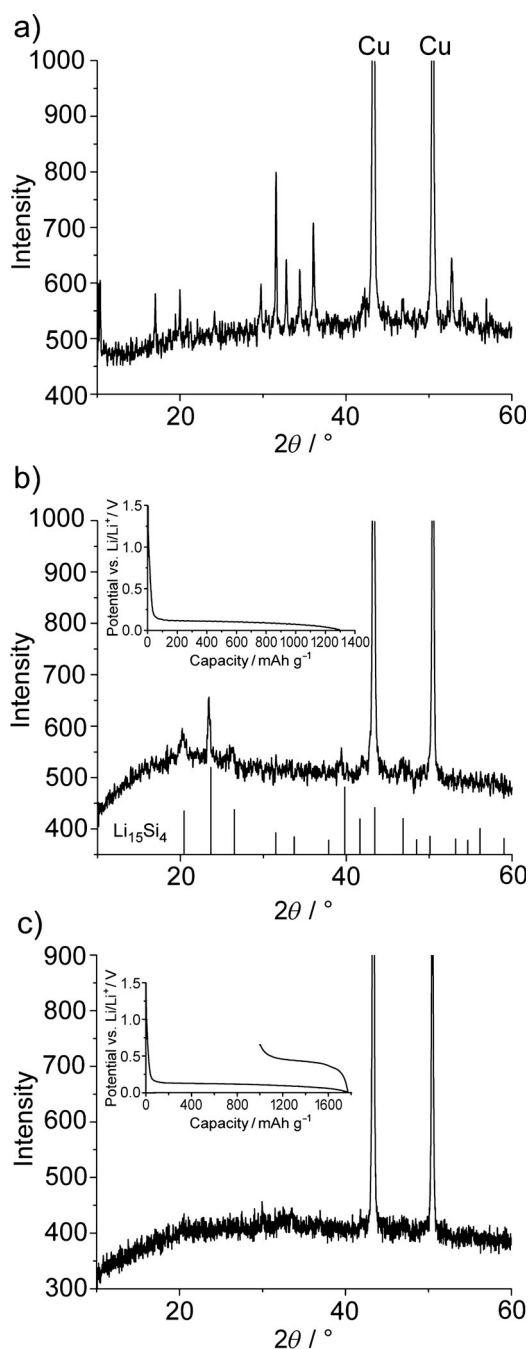 a)
Cu Cu
1000
900
800
700
600
500
400
Intensity
20 40 60
2θ / °
b)
1000
900
800
700
600
500
400
Intensity
1.5
1.0
0.5
0.0
Potential vs. Li/Li⁺/ V
0 200 400 600 800 1000 1200 1400
Capacity / mAh g⁻¹
Li₁₅Si₄
20 40 60
2θ / °
c)
900
800
700
600
500
400
300
Intensity
1.5
1.0
0.5
0.0
Potential vs. Li/Li⁺/ V
0 400 800 1200 1600
Capacity / mAh g⁻¹
20 40 60
2θ / °